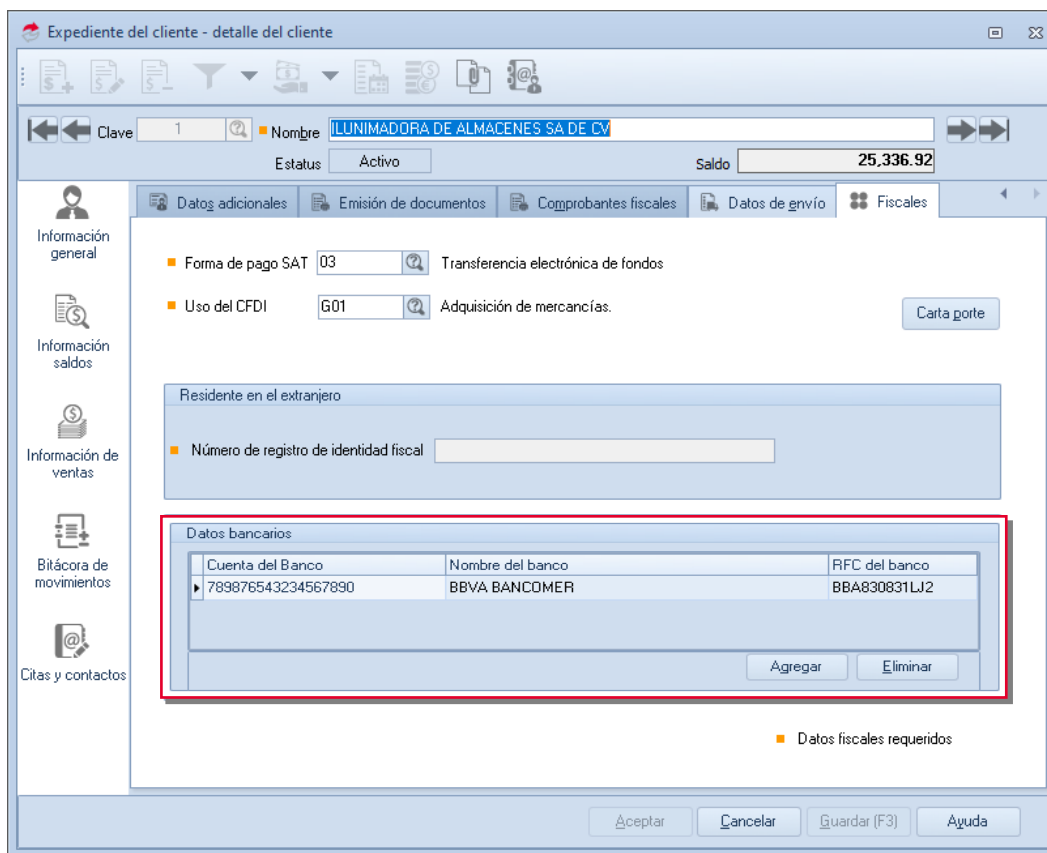 Expediente del cliente - detalle del cliente
Clave 1 Nombre ILUNIMADORA DE ALMACENES SA DE CV
Estatus Activo Saldo 25,336.92
Información general
Información saldos
Información de ventas
Bitácora de movimientos
Citas y contactos
Datos adicionales Emisión de documentos Comprobantes fiscales Datos de envío Fiscales
Forma de pago SAT 03 Transferencia electrónica de fondos
Uso del CFDI G01 Adquisición de mercancías.
Carta porte
Residente en el extranjero
Número de registro de identidad fiscal
Datos bancarios
Cuenta del Banco Nombre del banco RFC del banco
789876543234567890 BBVA BANCOMER BBA830831LJ2
Agregar Eliminar
Datos fiscales requeridos
Aceptar Cancelar Guardar (F3) Ayuda